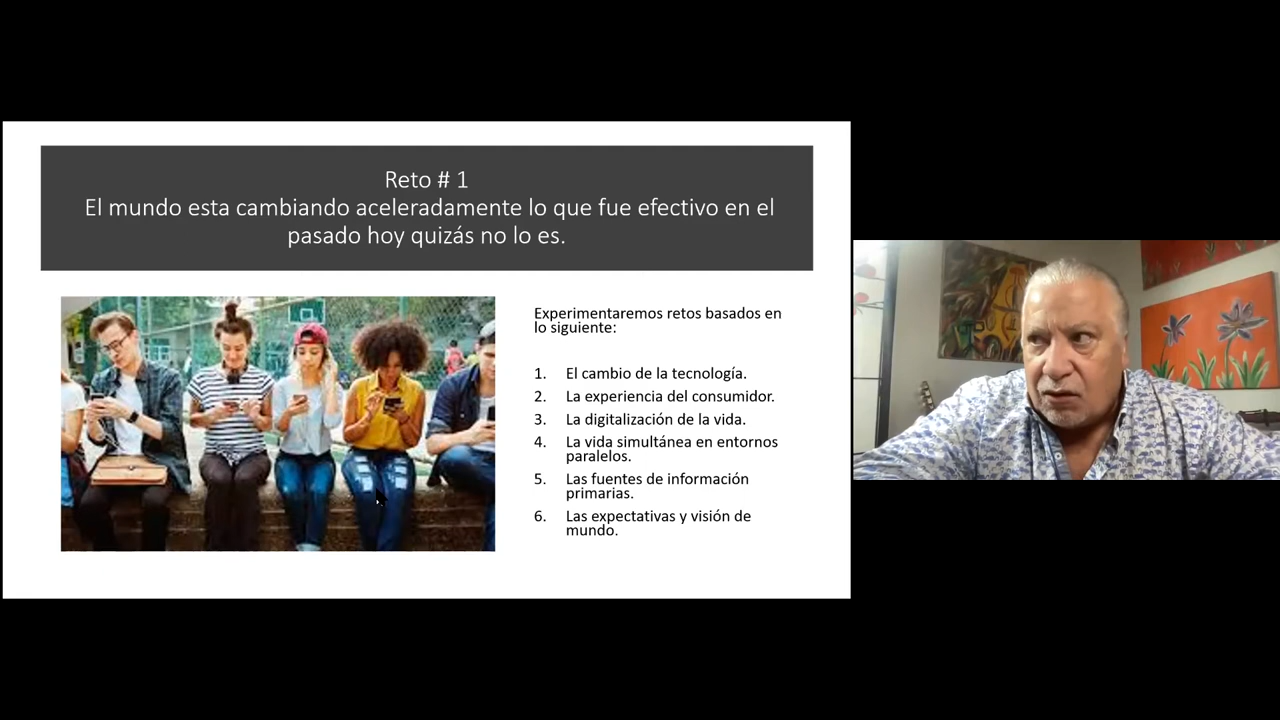 Reto # 1
El mundo esta cambiando aceleradamente lo que fue efectivo en el
pasado hoy quizás no lo es.
Experimentaremos retos basados en
lo siguiente:
1. El cambio de la tecnología.
2. La experiencia del consumidor.
3. La digitalización de la vida.
4. La vida simultánea en entornos
paralelos.
5. Las fuentes de información
primarias.
6. Las expectativas y visión de
mundo.